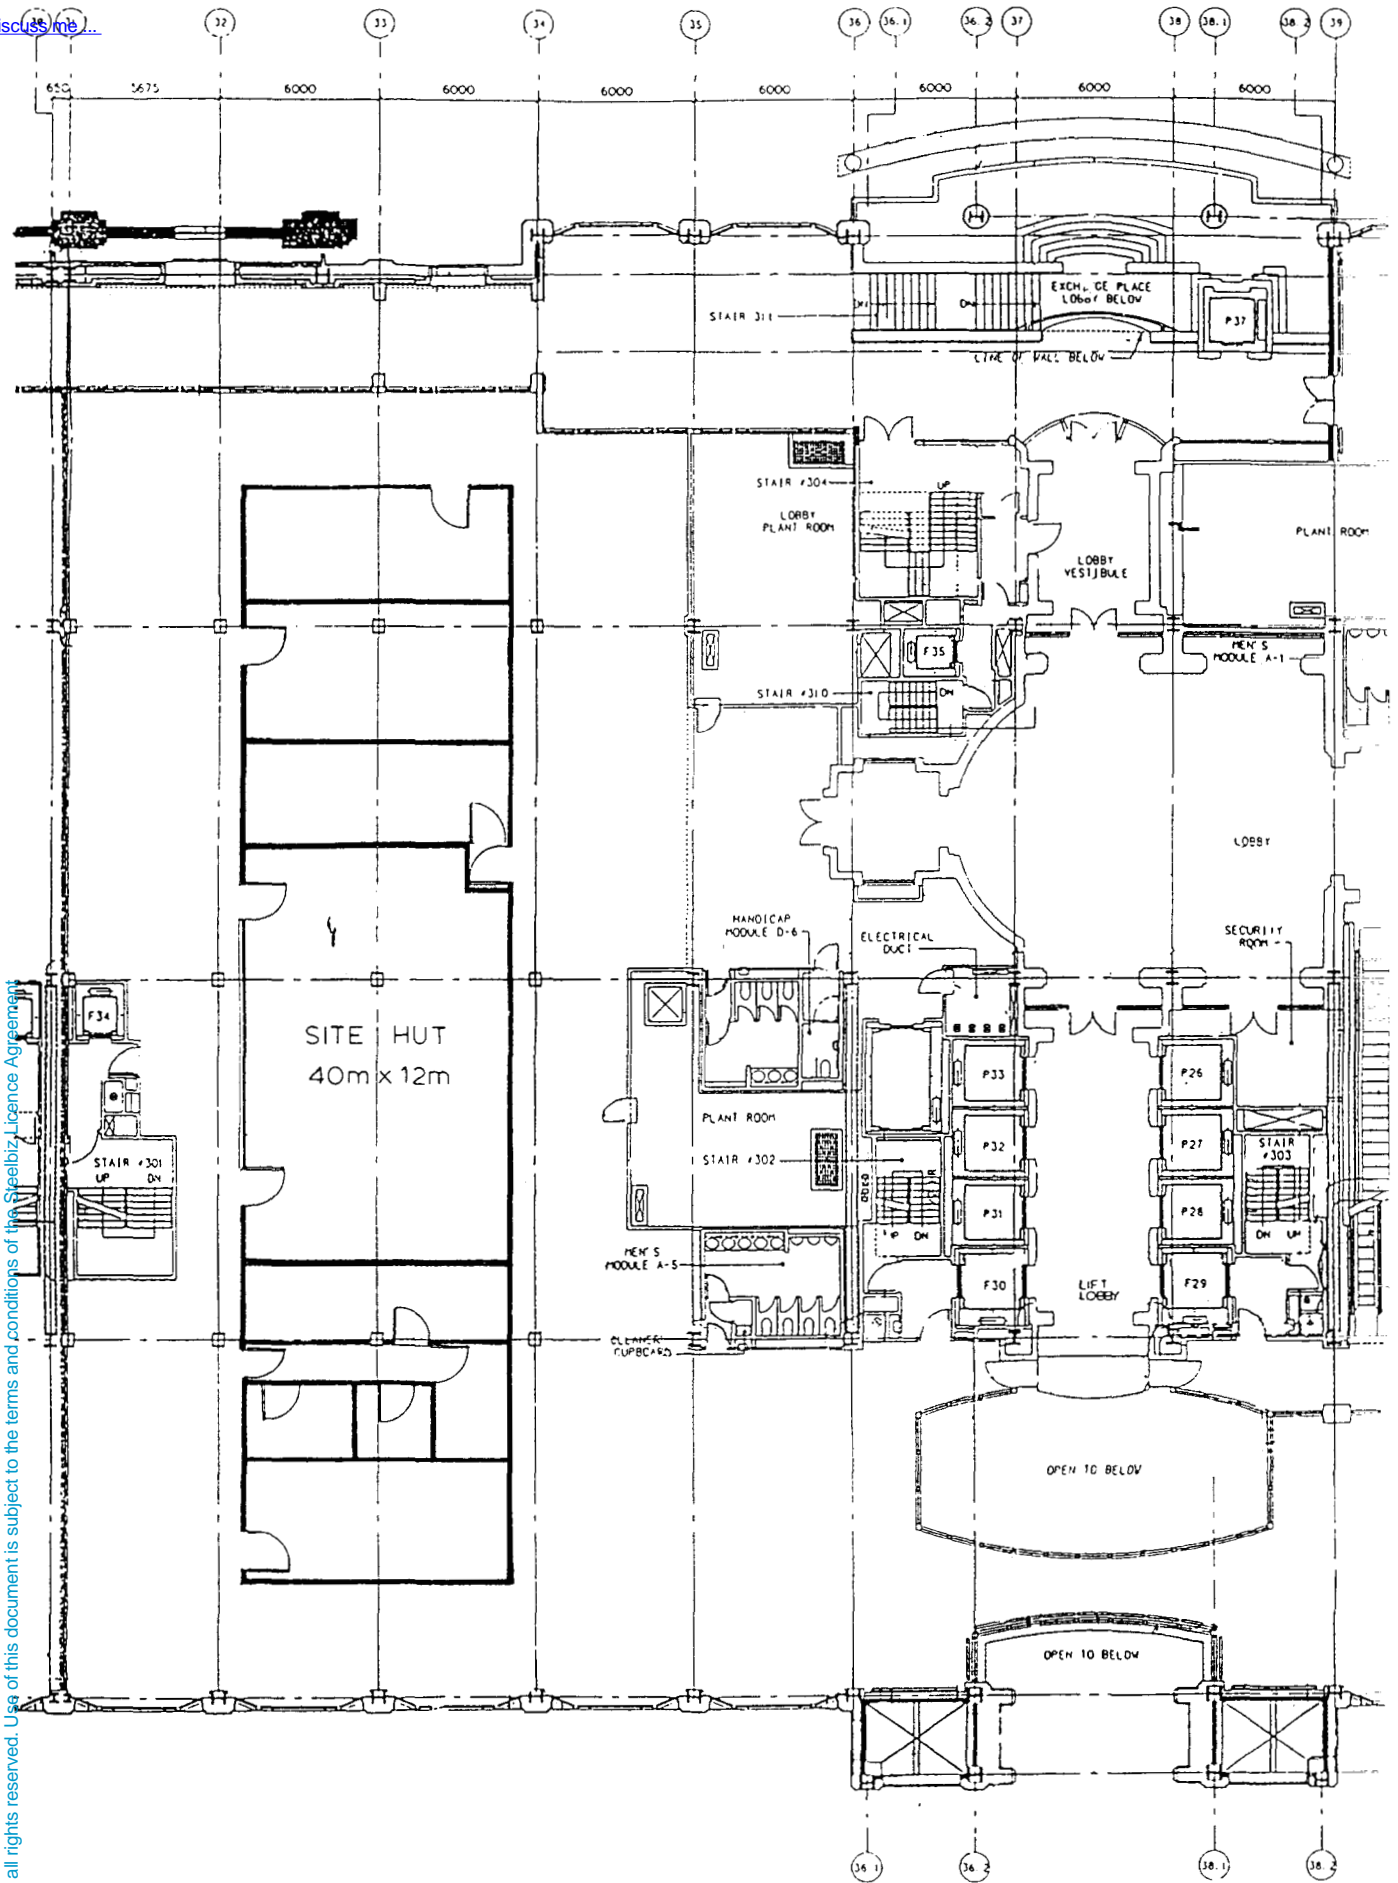 iscuss me ...
32
33
34
35
36
36.1
36.2
37
38
38.1
38.2
39
650
5675
6000
6000
6000
6000
6000
6000
6000
STAIR 311
DN
EXCH GE PLACE
LOBBY BELOW
P37
LINE OF WALL BELOW
STAIR #304
UP
LOBBY
PLANT ROOM
LOBBY
VESTIBULE
PLANT ROOM
F35
MEN'S
MODULE A-1
STAIR #310
DN
LOBBY
HANDICAP
MODULE D-6
ELECTRICAL
DUCT
SECURITY
ROOM
F34
SITE HUT
40m x 12m
P33
P26
PLANT ROOM
P32
P27
STAIR
#303
STAIR #301
UP
DN
STAIR #302
P31
P28
UP
DN
DN
UP
MEN'S
MODULE A-5
F30
LIFT
LOBBY
F29
CLEANER
CUPBOARD
OPEN TO BELOW
OPEN TO BELOW
36.1
36.2
38.1
38.2
all rights reserved. Use of this document is subject to the terms and conditions of the Steelbiz Licence Agreement